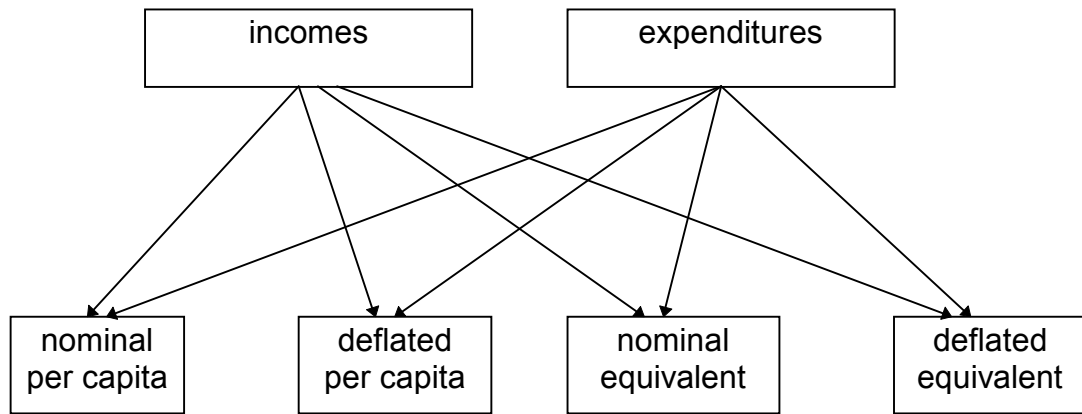 incomes
expenditures
nominal
per capita
deflated
per capita
nominal
equivalent
deflated
equivalent